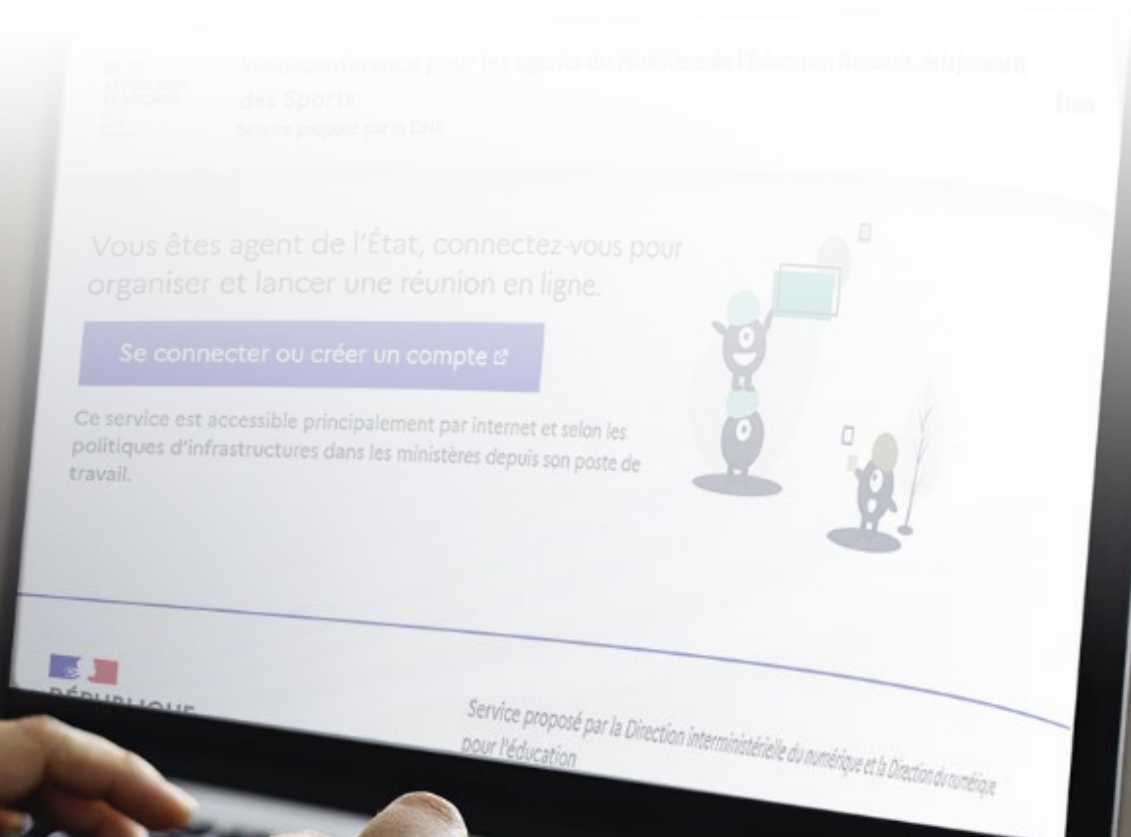 RÉPUBLIQUE
FRANÇAISE
Web-conférence pour les agents du Ministère de l'Éducation Nationale, de la Jeunesse et
des Sports
Service proposé par la DNE
Vous êtes agent de l'État, connectez-vous pour
organiser et lancer une réunion en ligne.
Se connecter ou créer un compte
Ce service est accessible principalement par internet et selon les
politiques d'infrastructures dans les ministères depuis son poste de
travail.
RÉPUBLIQUE
Service proposé par la Direction interministérielle du numérique et la Direction du numérique
pour l'éducation